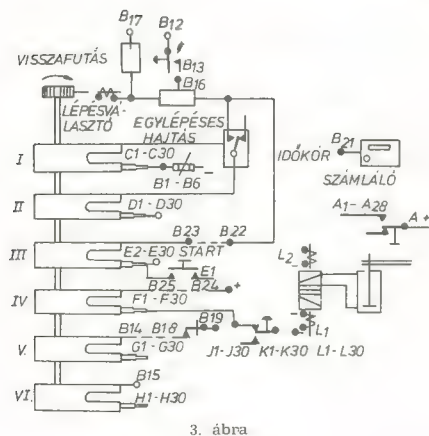 B17
B12
VISSZAFUTÁS
B13
B16
LÉPÉSVÁ-
LASZTÓ
EGYLÉPÉSES
HAJTÁS
I
C1-C30
B1-B6
–
IDŐKÖR
B21
SZÁMLÁLÓ
II
D1-D30
A1-A28
A+
B23
B22
III
E2-E30
START
E1
L2
B25
B24
+
IV
F1-F30
B14
B18
B19
L1
V.
G1-G30
J1-J30
K1-K30
L1-L30
B15
VI.
H1-H30
3. ábra